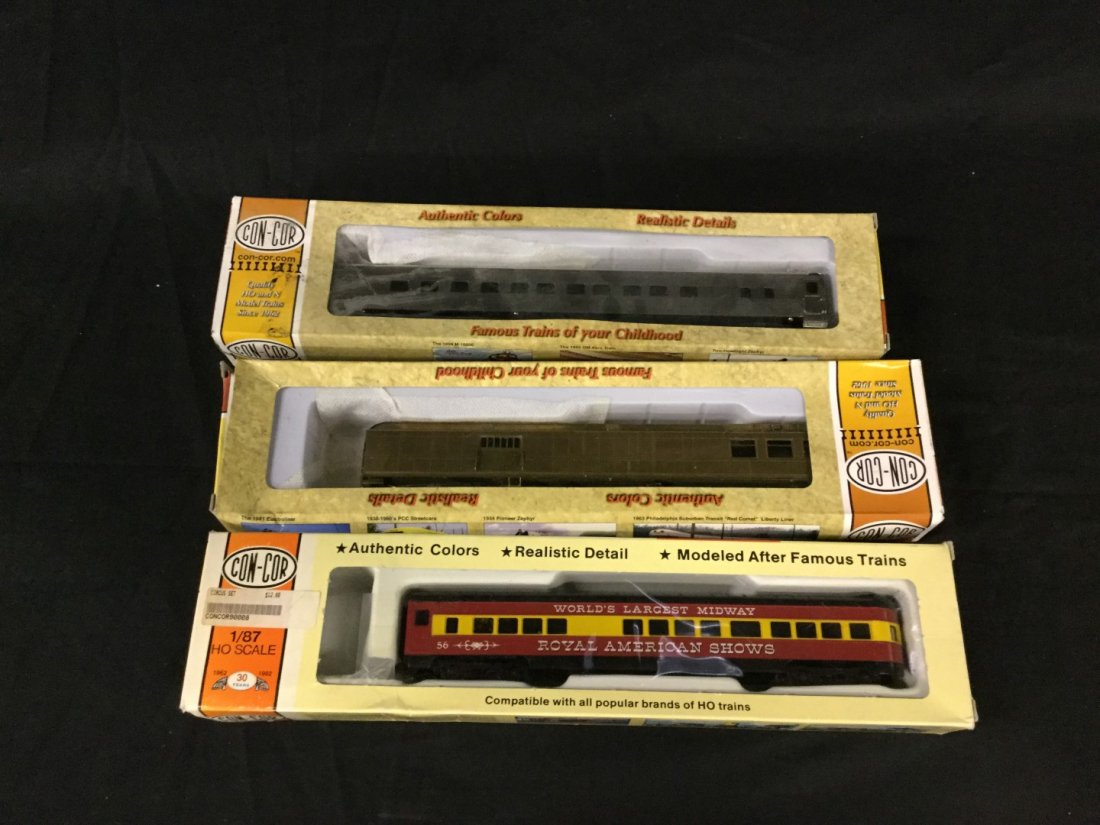 Authentic Colors Realistic Details
CON-COR
con-cor.com
Quality
HO and N
Model Trains
Since 1962
Famous Trains of your Childhood
CON-COR
Famous Trains of your Childhood
Quality
HO and N
Model Trains
Since 1962
con-cor.com
CON-COR
Realistic Details Authentic Colors
1938-1960's PCC Streetcars
1934 Pioneer Zephyr
1963 Philadelphia Suburban Transit "Red Comet" Liberty Liner
★Authentic Colors ★Realistic Detail ★Modeled After Famous Trains
CON-COR
CIRCUS SET $12.00
1/87
HO SCALE
1962 30 1992
YEARS
WORLD'S LARGEST MIDWAY
56 ROYAL AMERICAN SHOWS
Compatible with all popular brands of HO trains